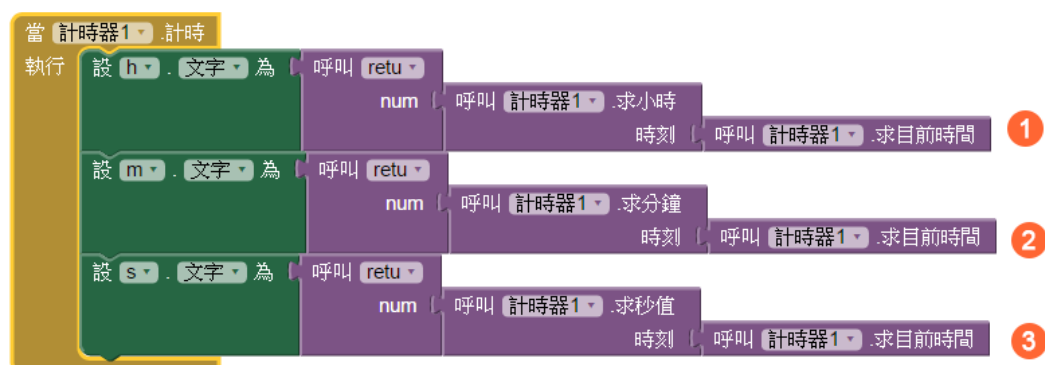 當 計時器1 .計時
執行 設 h . 文字 為 呼叫 retu
num 呼叫 計時器1 .求小時
時刻 呼叫 計時器1 .求目前時間 1
設 m . 文字 為 呼叫 retu
num 呼叫 計時器1 .求分鐘
時刻 呼叫 計時器1 .求目前時間 2
設 s . 文字 為 呼叫 retu
num 呼叫 計時器1 .求秒值
時刻 呼叫 計時器1 .求目前時間 3